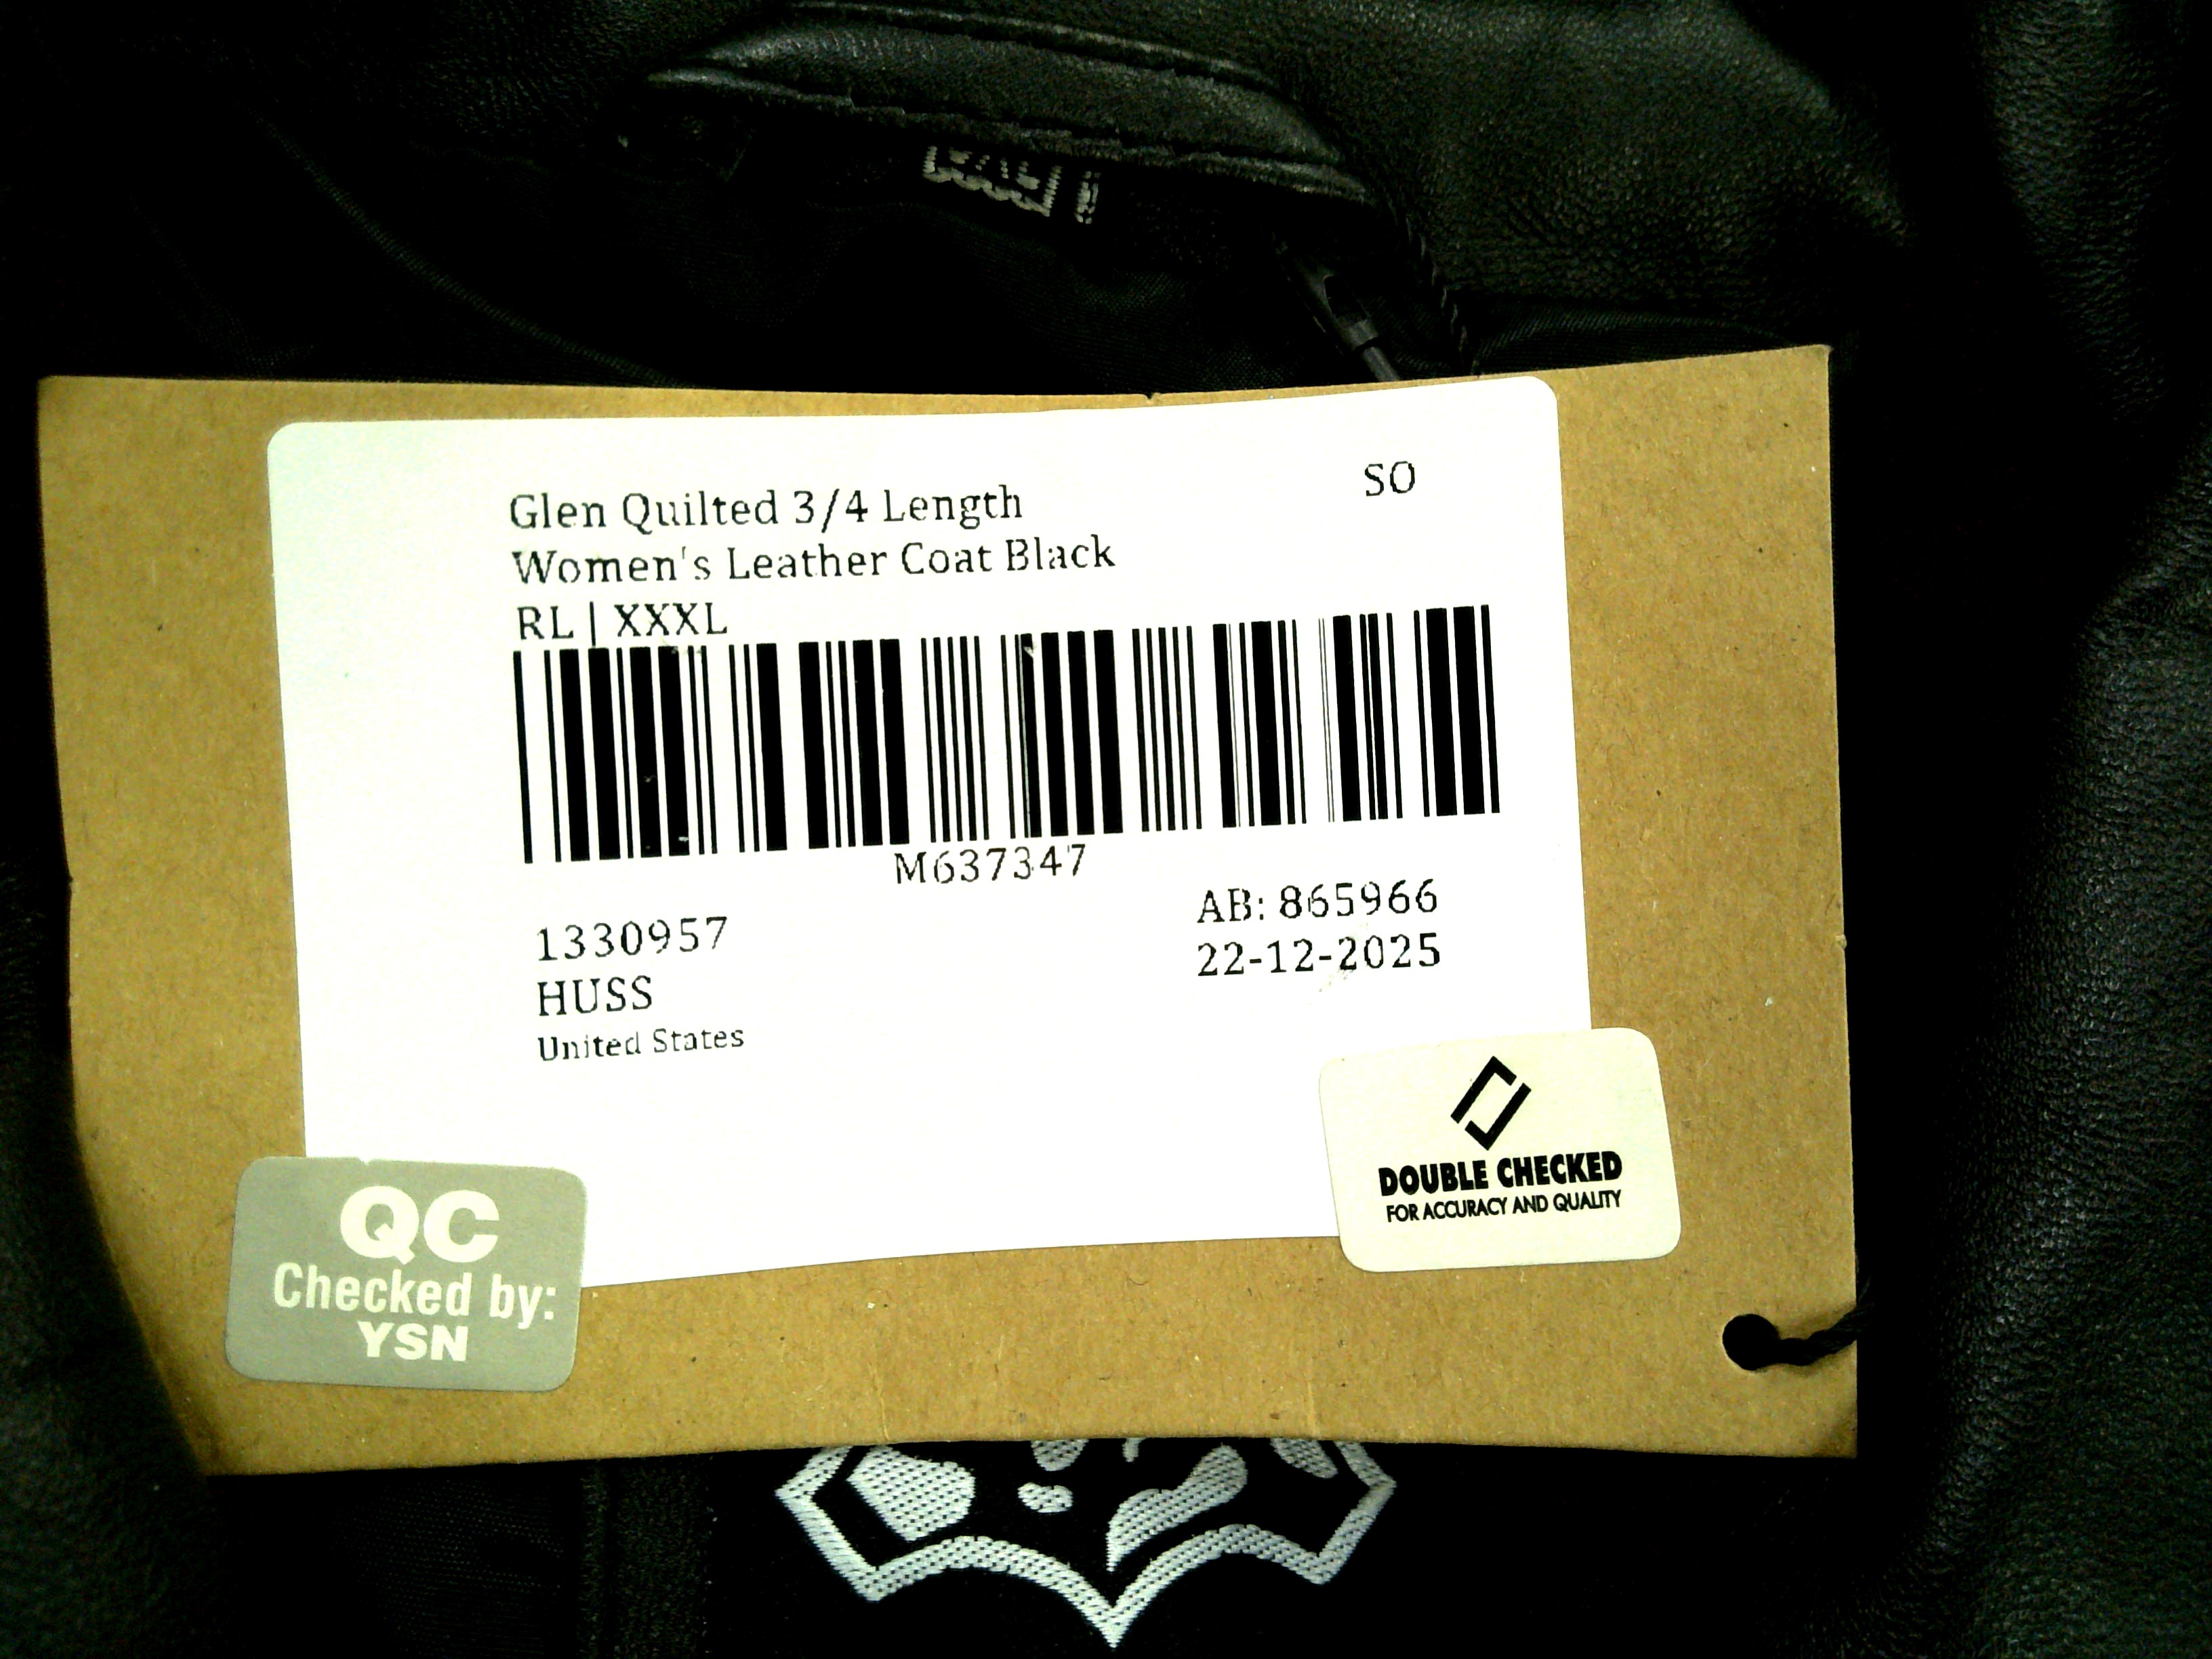 Glen Quilted 3/4 Length
SO
Women's Leather Coat Black
RL | XXXL
M637347
1330957
AB: 865966
HUSS
22-12-2025
United States
QC
Checked by:
YSN
DOUBLE CHECKED
FOR ACCURACY AND QUALITY